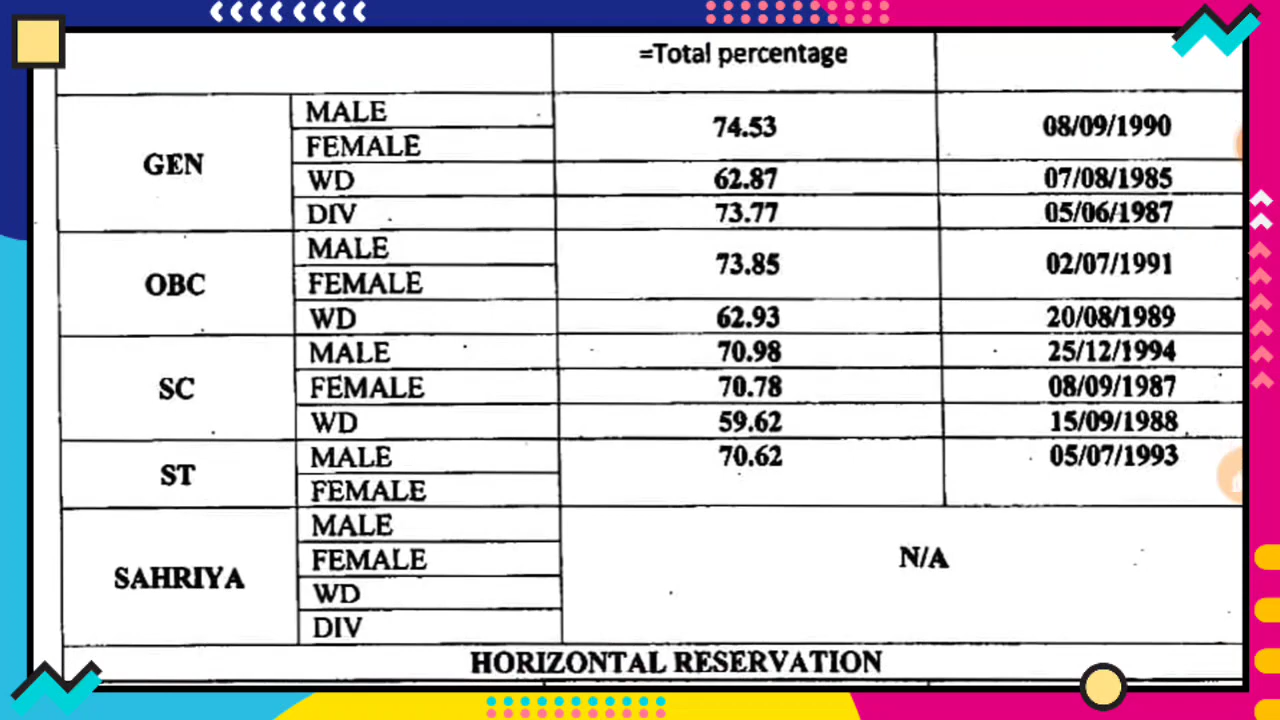 =Total percentage
GEN
MALE
FEMALE
74.53
08/09/1990
WD
62.87
07/08/1985
DIV
73.77
05/06/1987
OBC
MALE
FEMALE
73.85
02/07/1991
WD
62.93
20/08/1989
SC
MALE
70.98
25/12/1994
FEMALE
70.78
08/09/1987
WD
59.62
15/09/1988
ST
MALE
70.62
05/07/1993
FEMALE
SAHRIYA
MALE
FEMALE
WD
DIV
N/A
HORIZONTAL RESERVATION